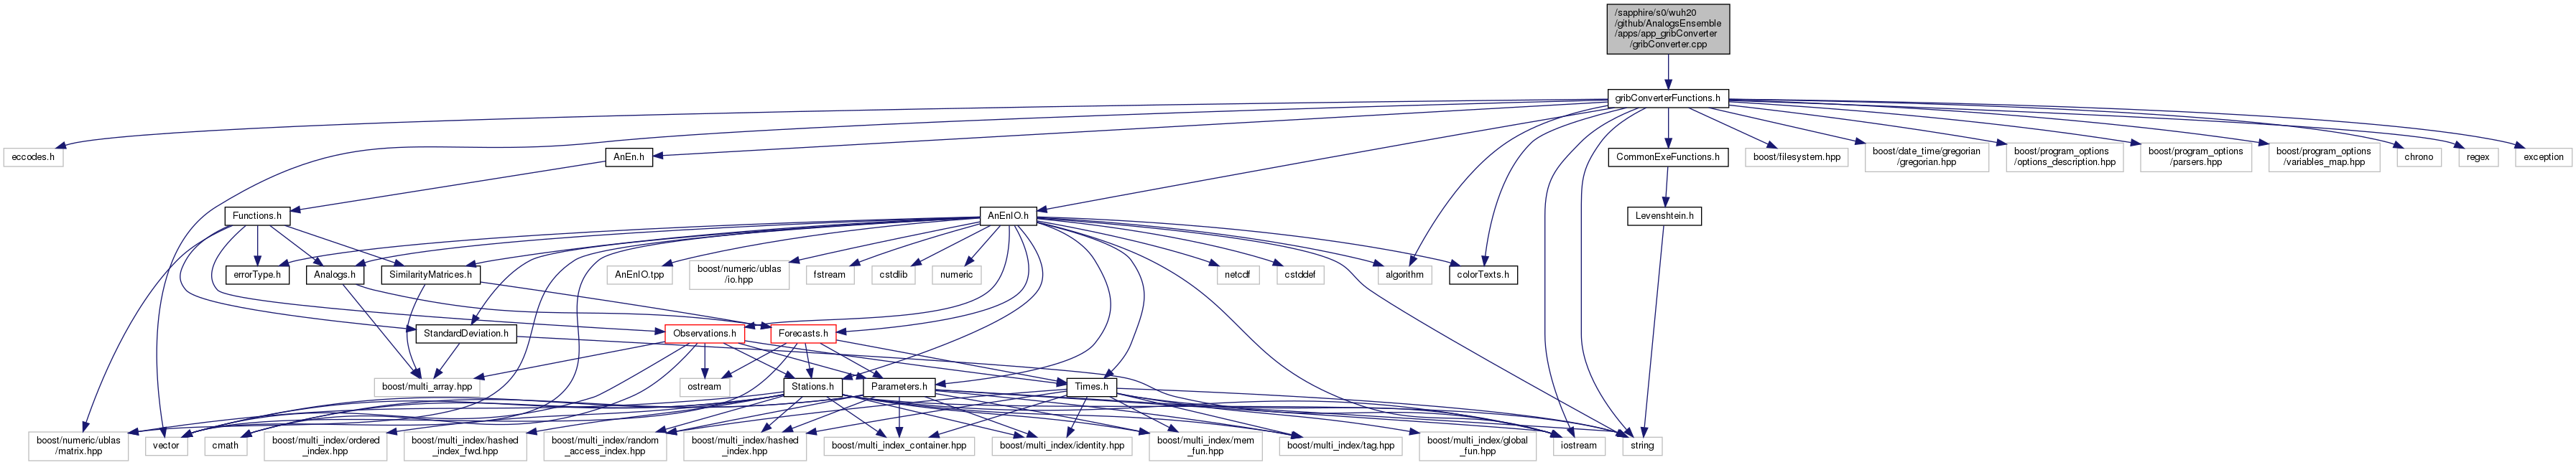 /sapphire/s0/wuh20
/github/AnalogsEnsemble
/apps/app_gribConverter
/gribConverter.cpp
gribConverterFunctions.h
eccodes.h
AnEn.h
CommonExeFunctions.h
boost/filesystem.hpp
boost/date_time/gregorian
/gregorian.hpp
boost/program_options
/options_description.hpp
boost/program_options
/parsers.hpp
boost/program_options
/variables_map.hpp
chrono
regex
exception
Functions.h
AnEnIO.h
Levenshtein.h
errorType.h
Analogs.h
SimilarityMatrices.h
AnEnIO.tpp
boost/numeric/ublas
/io.hpp
fstream
cstdlib
numeric
netcdf
cstddef
algorithm
colorTexts.h
StandardDeviation.h
Observations.h
Forecasts.h
boost/multi_array.hpp
ostream
Stations.h
Parameters.h
Times.h
boost/numeric/ublas
/matrix.hpp
vector
cmath
boost/multi_index/ordered
_index.hpp
boost/multi_index/hashed
_index_fwd.hpp
boost/multi_index/random
_access_index.hpp
boost/multi_index/hashed
_index.hpp
boost/multi_index_container.hpp
boost/multi_index/identity.hpp
boost/multi_index/mem
_fun.hpp
boost/multi_index/tag.hpp
boost/multi_index/global
_fun.hpp
iostream
string